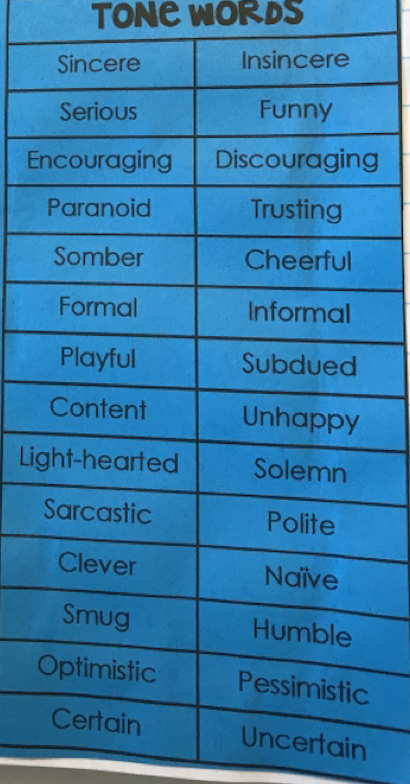 TONE WORDS
Sincere Insincere
Serious Funny
Encouraging Discouraging
Paranoid Trusting
Somber Cheerful
Formal Informal
Playful Subdued
Content Unhappy
Light-hearted Solemn
Sarcastic Polite
Clever Naïve
Smug Humble
Optimistic Pessimistic
Certain Uncertain